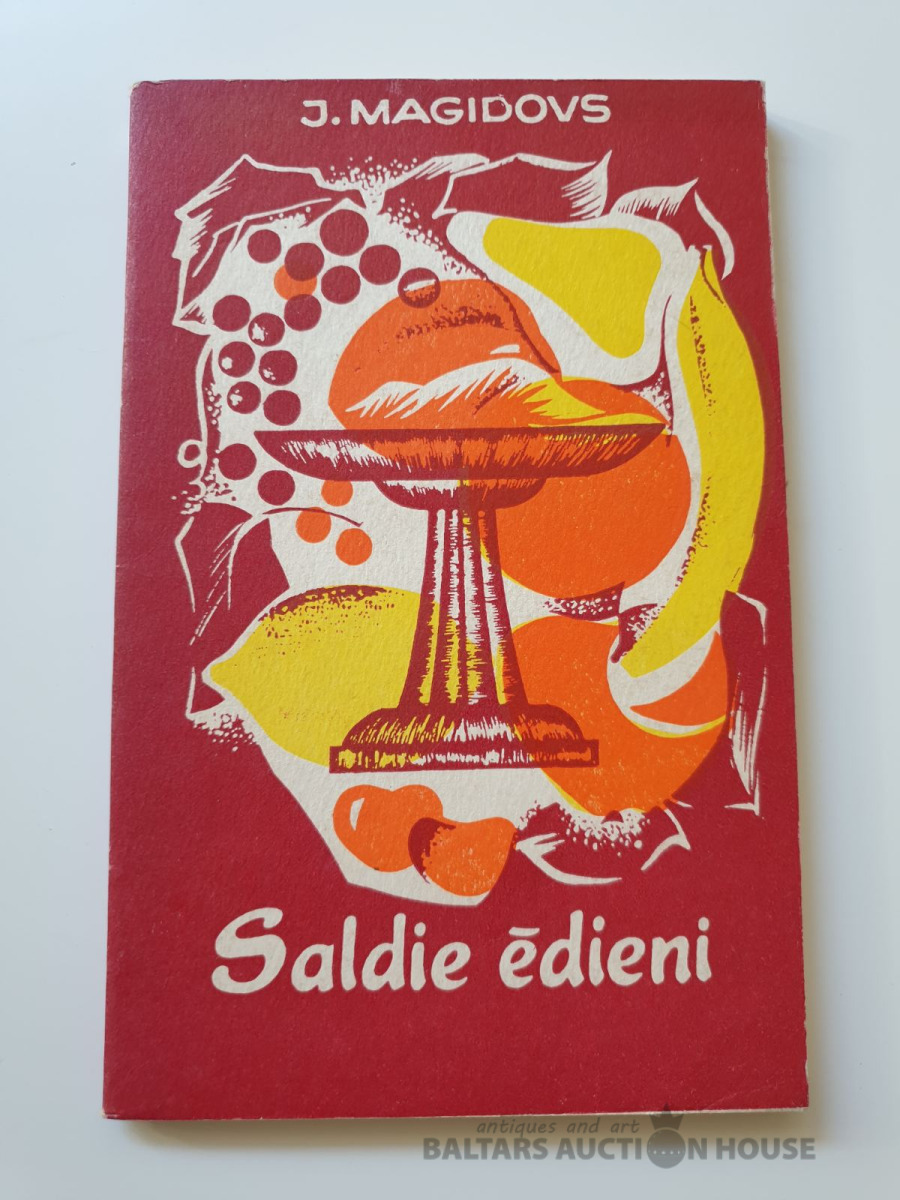 J. MAGIDOVS
Saldie ēdieni
antiques and art
BALTARS AUCTION HOUSE